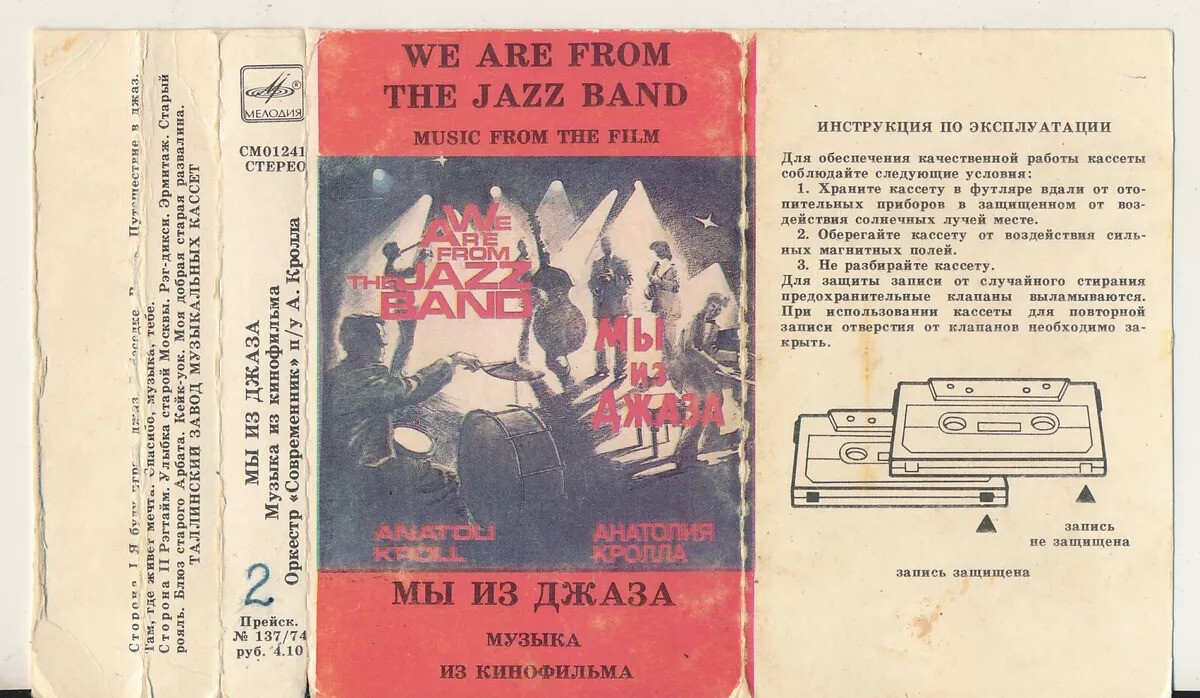 Сторона I Я буду игр джаз беседке. В Путешествие в джаз.
Там, где живет мечта. Спасибо, музыка, тебе.
Сторона II Рэгтайм. Улыбка старой Москвы. Рэг-дикси. Эрмитаж. Старый
рояль. Блюз старого Арбата. Кейк-уок. Моя добрая старая развалина.
ТАЛЛИНСКИЙ ЗАВОД МУЗЫКАЛЬНЫХ КАССЕТ
МЕЛОДИЯ
СМ01241
СТЕРЕО
МЫ ИЗ ДЖАЗА
Музыка из кинофильма
Оркестр «Современник» п/у А. Кролла
2
Прейск.
№ 137/74
руб. 4.10
WE ARE FROM
THE JAZZ BAND
MUSIC FROM THE FILM
WE
ARE
FROM
THE JAZZ
BAND
МЫ
ИЗ
ДЖАЗА
ANATOLI
KROLL
АНАТОЛИЯ
КРОЛЛА
МЫ ИЗ ДЖАЗА
МУЗЫКА
ИЗ КИНОФИЛЬМА
ИНСТРУКЦИЯ ПО ЭКСПЛУАТАЦИИ
Для обеспечения качественной работы кассеты
соблюдайте следующие условия:
1. Храните кассету в футляре вдали от ото-
пительных приборов в защищенном от воз-
действия солнечных лучей месте.
2. Оберегайте кассету от воздействия силь-
ных магнитных полей.
3. Не разбирайте кассету.
Для защиты записи от случайного стирания
предохранительные клапаны выламываются.
При использовании кассеты для повторной
записи отверстия от клапанов необходимо за-
крыть.
запись
не защищена
запись защищена